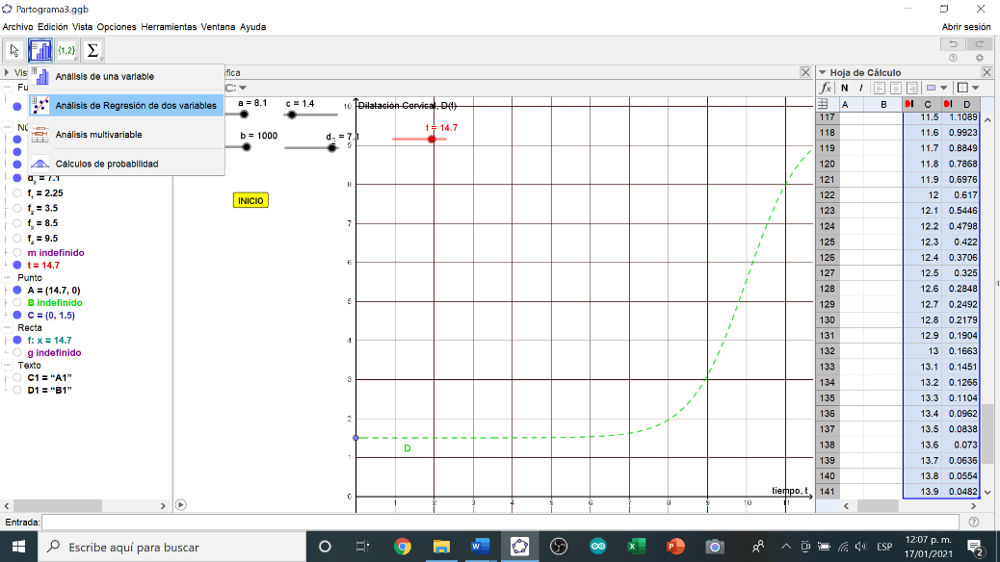 Partograma3.ggb
Archivo Edición Vista Opciones Herramientas Ventana Ayuda
Abrir sesión
{1,2}
Σ
Análisis de una variable
Análisis de Regresión de dos variables
Análisis multivariable
Cálculos de probabilidad
Vis
fica
Fu
Nú
d₂ = 7.1
f₁ = 2.25
f₂ = 3.5
f₃ = 8.5
f₄ = 9.5
m indefinido
t = 14.7
Punto
A = (14.7, 0)
B indefinido
C = (0, 1.5)
Recta
f: x = 14.7
g indefinido
Texto
C1 = “A1”
D1 = “B1”
a = 8.1
c = 1.4
b = 1000
d₂ = 7.1
INICIO
Dilatación Cervical, D(t)
t = 14.7
10
9
8
7
6
5
4
3
2
1
0
D
tiempo, t
1 2 3 4 5 6 7 8 9 10 11
Hoja de Cálculo
fx N I
A B C D
117 11.5 1.1089
118 11.6 0.9923
119 11.7 0.8849
120 11.8 0.7868
121 11.9 0.6976
122 12 0.617
123 12.1 0.5446
124 12.2 0.4798
125 12.3 0.422
126 12.4 0.3706
127 12.5 0.325
128 12.6 0.2848
129 12.7 0.2492
130 12.8 0.2179
131 12.9 0.1904
132 13 0.1663
133 13.1 0.1451
134 13.2 0.1266
135 13.3 0.1104
136 13.4 0.0962
137 13.5 0.0838
138 13.6 0.073
139 13.7 0.0636
140 13.8 0.0554
141 13.9 0.0482
Entrada:
Escribe aquí para buscar
ESP
12:07 p. m.
17/01/2021
2